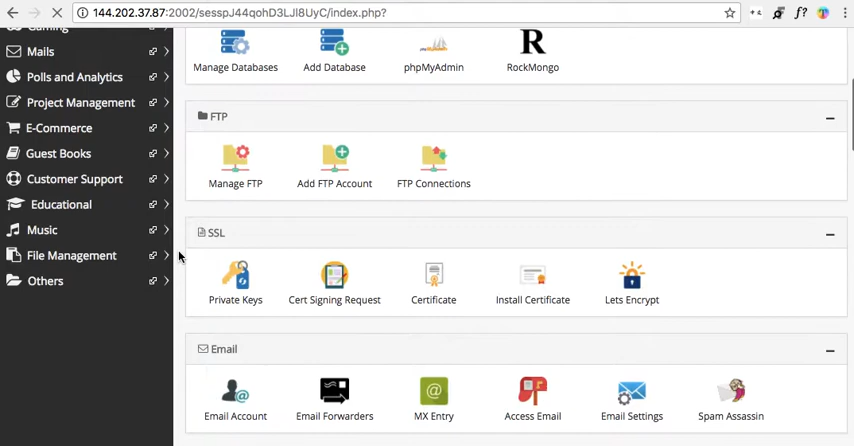 144.202.37.87:2002/sesspJ44qohD3LJl8UyC/index.php?
f?
T
Gaming
Mails
Polls and Analytics
Project Management
E-Commerce
Guest Books
Customer Support
Educational
Music
File Management
Others
Manage Databases
Add Database
phpMyAdmin
R
RockMongo
FTP
Manage FTP
Add FTP Account
FTP Connections
SSL
Private Keys
Cert Signing Request
Certificate
Install Certificate
Lets Encrypt
Email
Email Account
Email Forwarders
MX Entry
Access Email
Email Settings
Spam Assassin